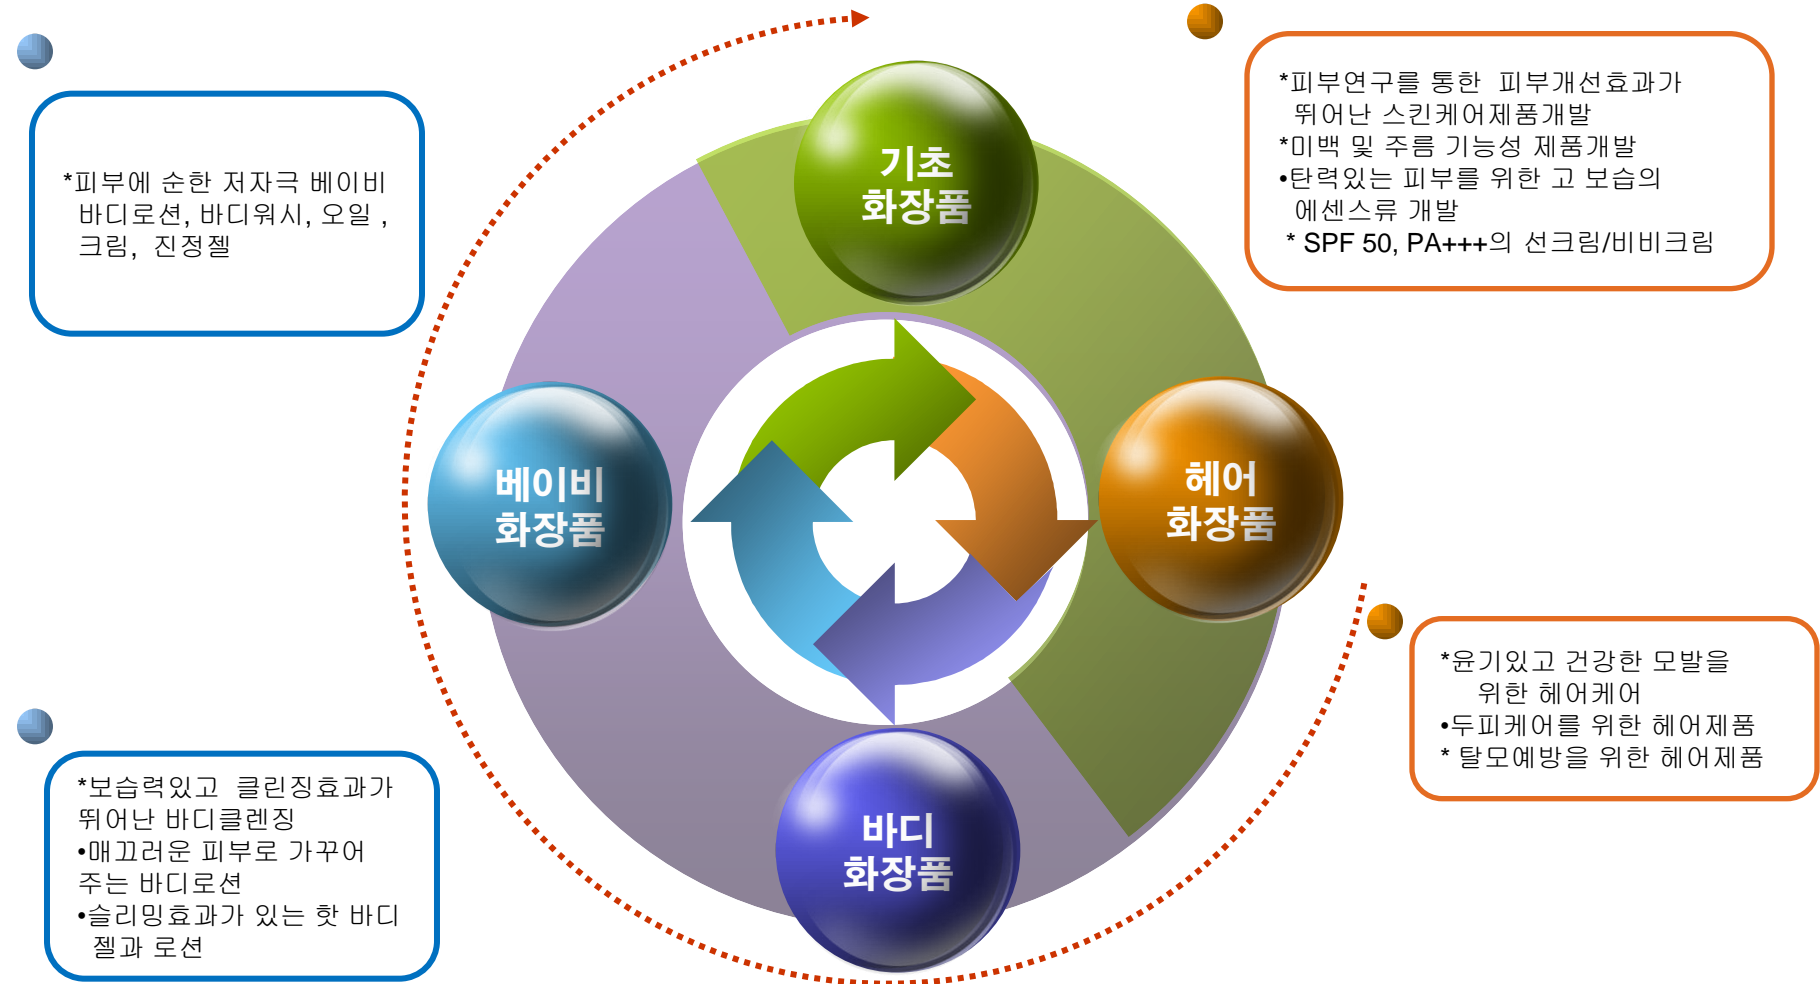 *피부에 순한 저자극 베이비
바디로션, 바디워시, 오일 ,
크림, 진정젤
*피부연구를 통한 피부개선효과가
뛰어난 스킨케어제품개발
*미백 및 주름 기능성 제품개발
•탄력있는 피부를 위한 고 보습의
에센스류 개발
* SPF 50, PA+++의 선크림/비비크림
기초
화장품
베이비
화장품
헤어
화장품
바디
화장품
*윤기있고 건강한 모발을
위한 헤어케어
•두피케어를 위한 헤어제품
* 탈모예방을 위한 헤어제품
*보습력있고 클린징효과가
뛰어난 바디클렌징
•매끄러운 피부로 가꾸어
주는 바디로션
•슬리밍효과가 있는 핫 바디
젤과 로션